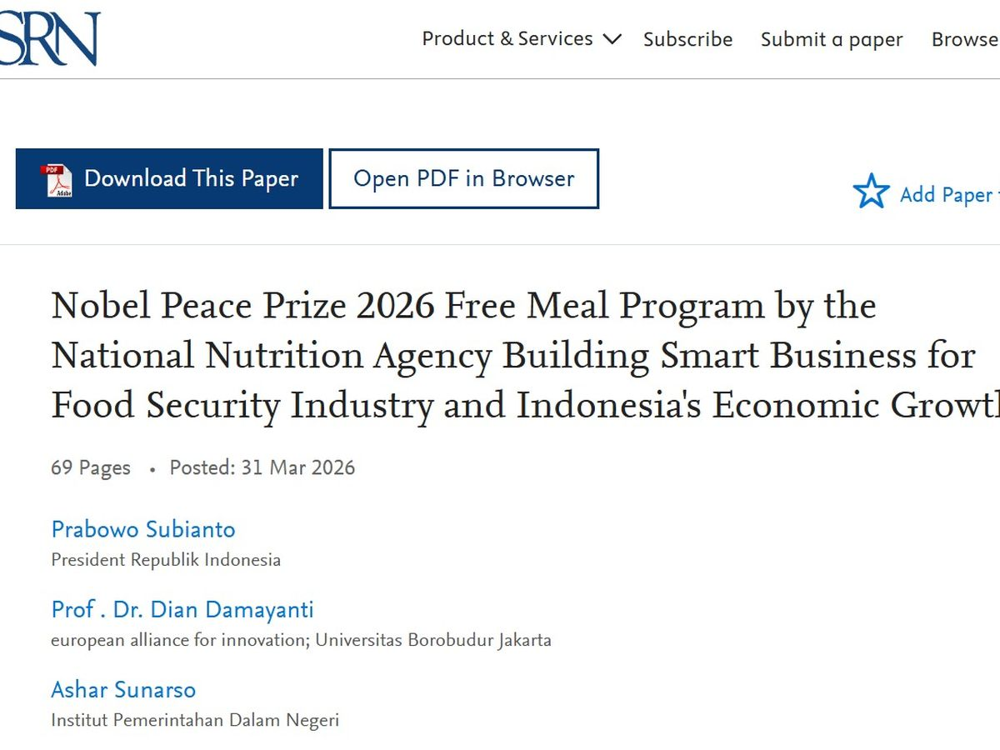 SRN
Product & Services Subscribe Submit a paper Browse
PDF Adobe Download This Paper Open PDF in Browser
Add Paper
Nobel Peace Prize 2026 Free Meal Program by the
National Nutrition Agency Building Smart Business for
Food Security Industry and Indonesia's Economic Growth
69 Pages • Posted: 31 Mar 2026
Prabowo Subianto
President Republik Indonesia
Prof . Dr. Dian Damayanti
european alliance for innovation; Universitas Borobudur Jakarta
Ashar Sunarso
Institut Pemerintahan Dalam Negeri